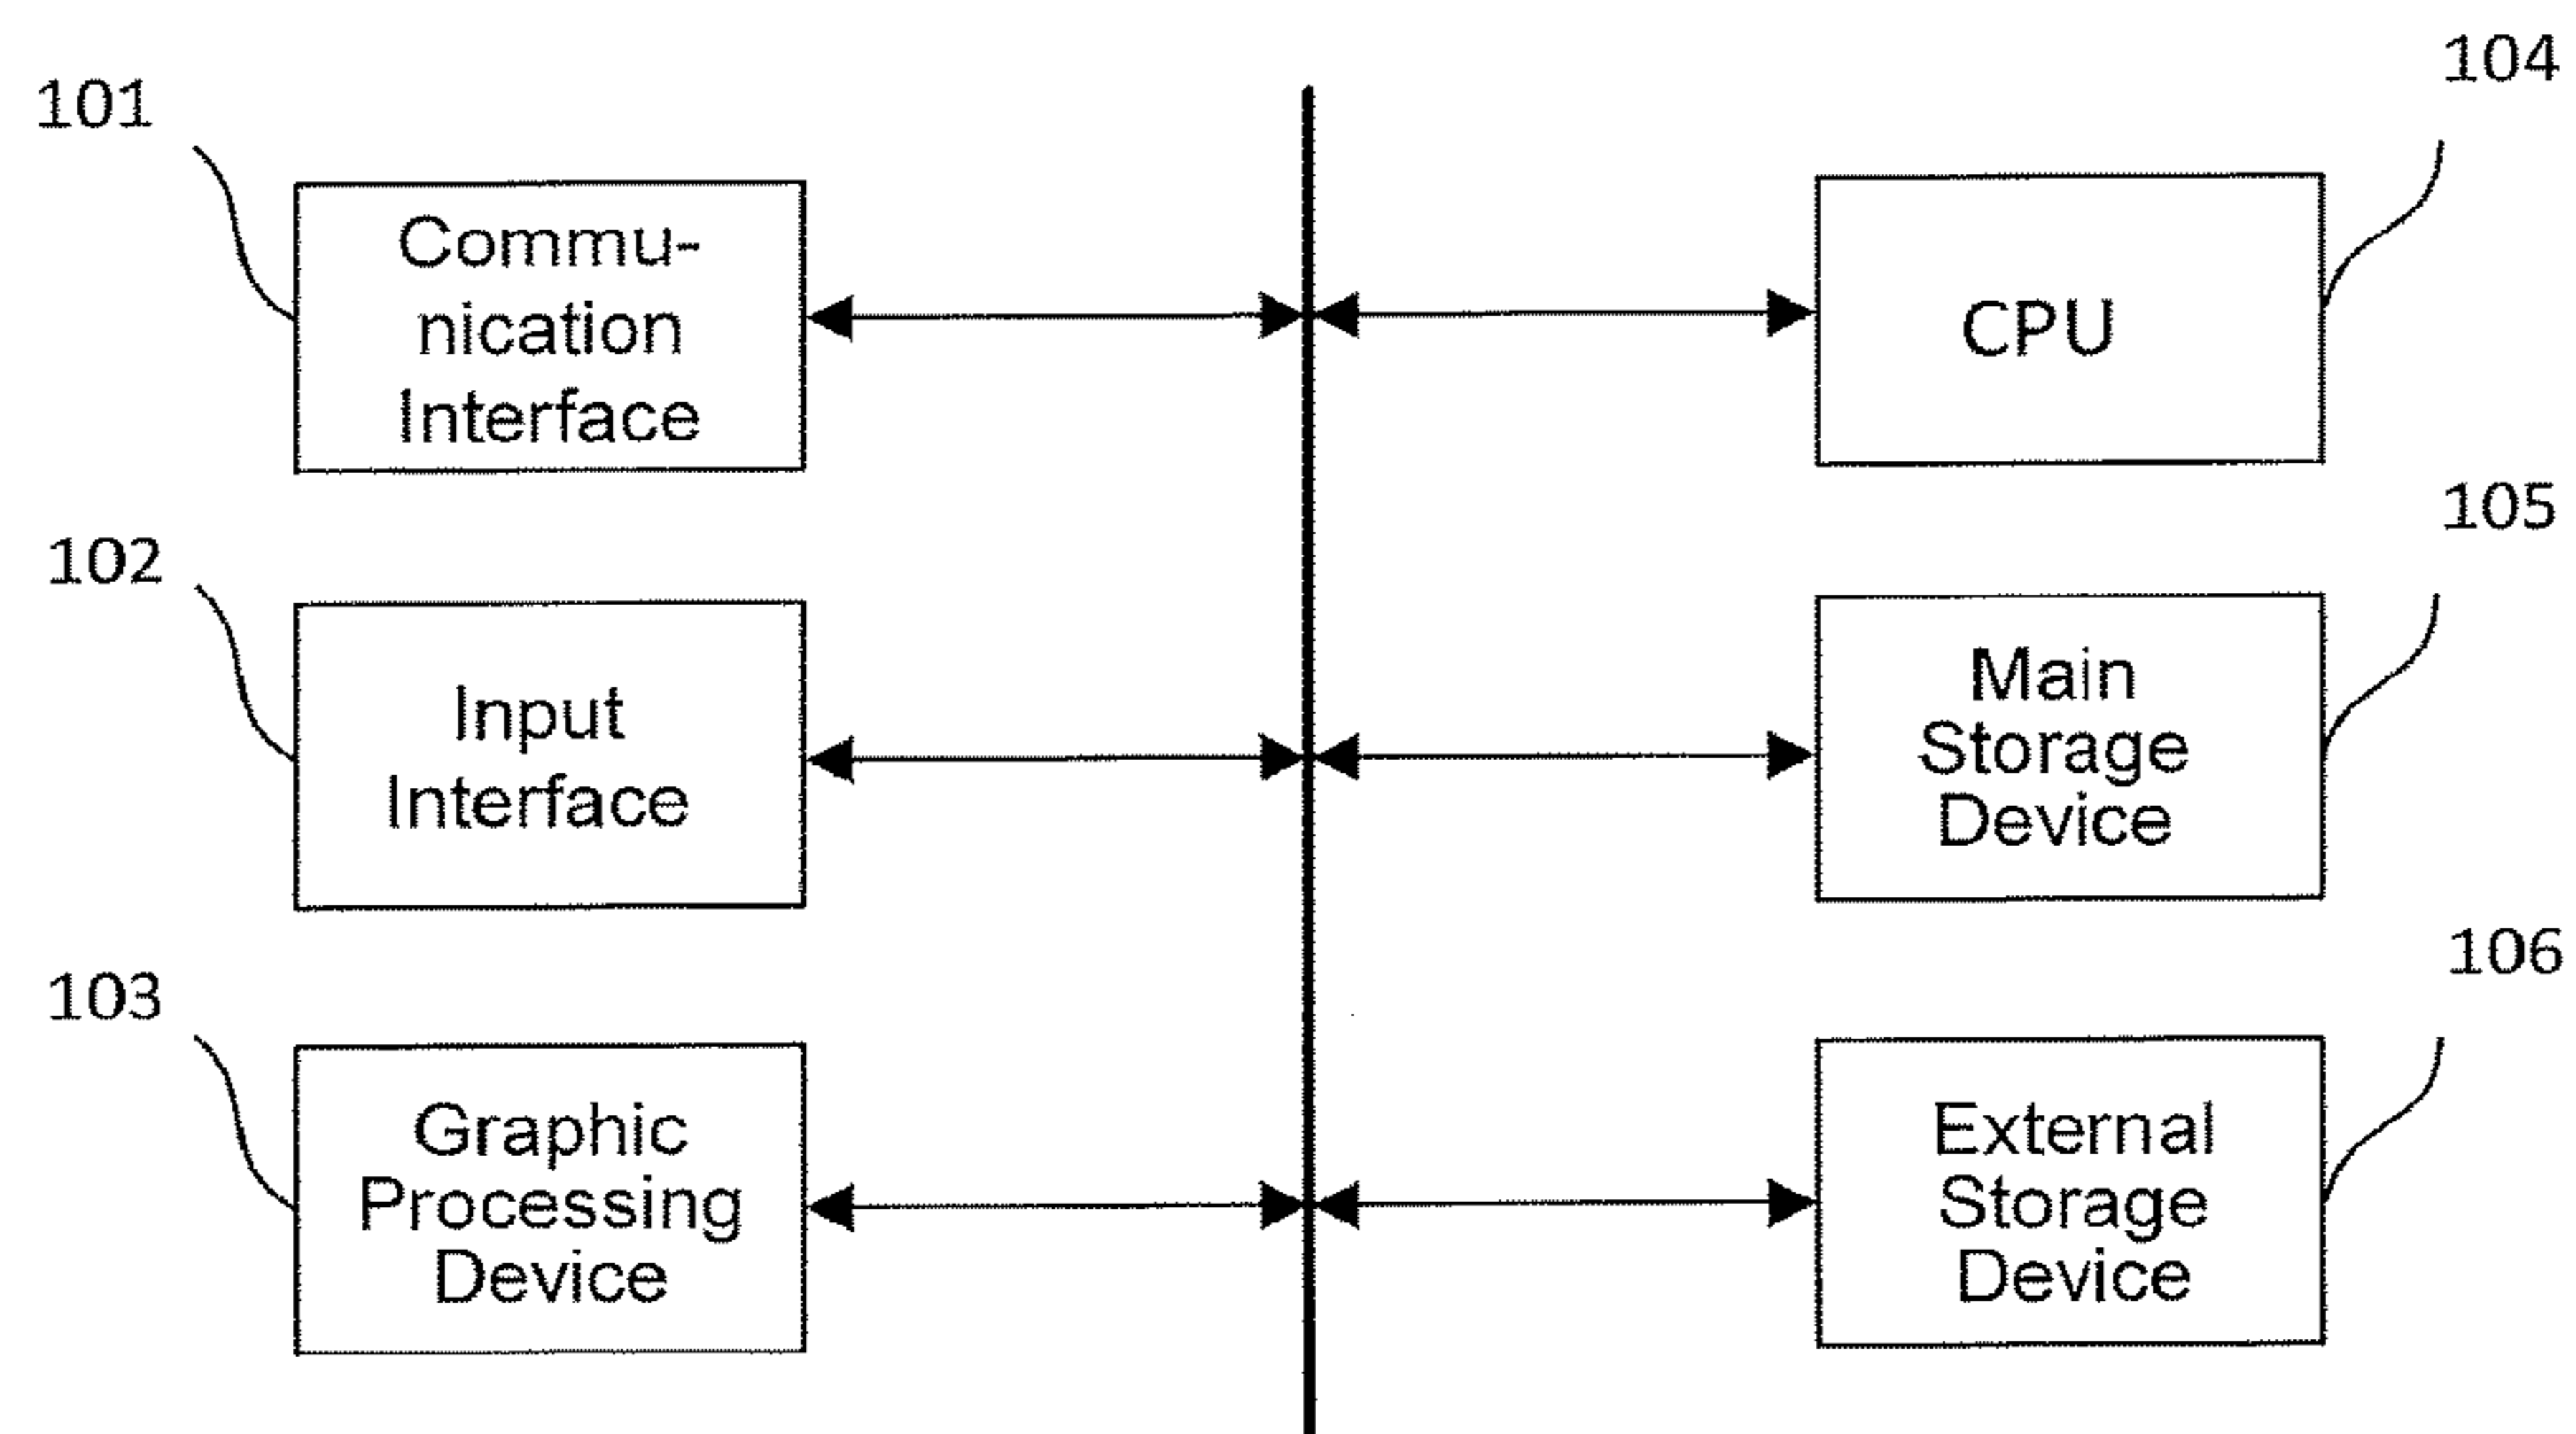 101
Commu-
nication
Interface
104
CPU
102
Input
Interface
105
Main
Storage
Device
103
Graphic
Processing
Device
106
External
Storage
Device